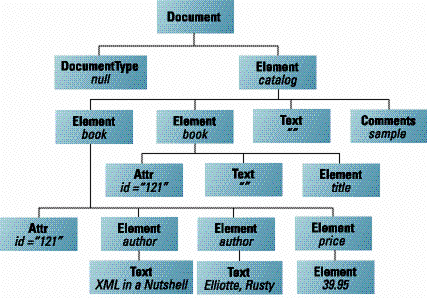 Document
DocumentType
null
Element
catalog
Element
book
Element
book
Text
""
Comments
sample
Attr
id ="121"
Text
""
Element
title
Attr
id ="121"
Element
author
Element
author
Element
price
Text
XML in a Nutshell
Text
Elliotte, Rusty
Element
39.95